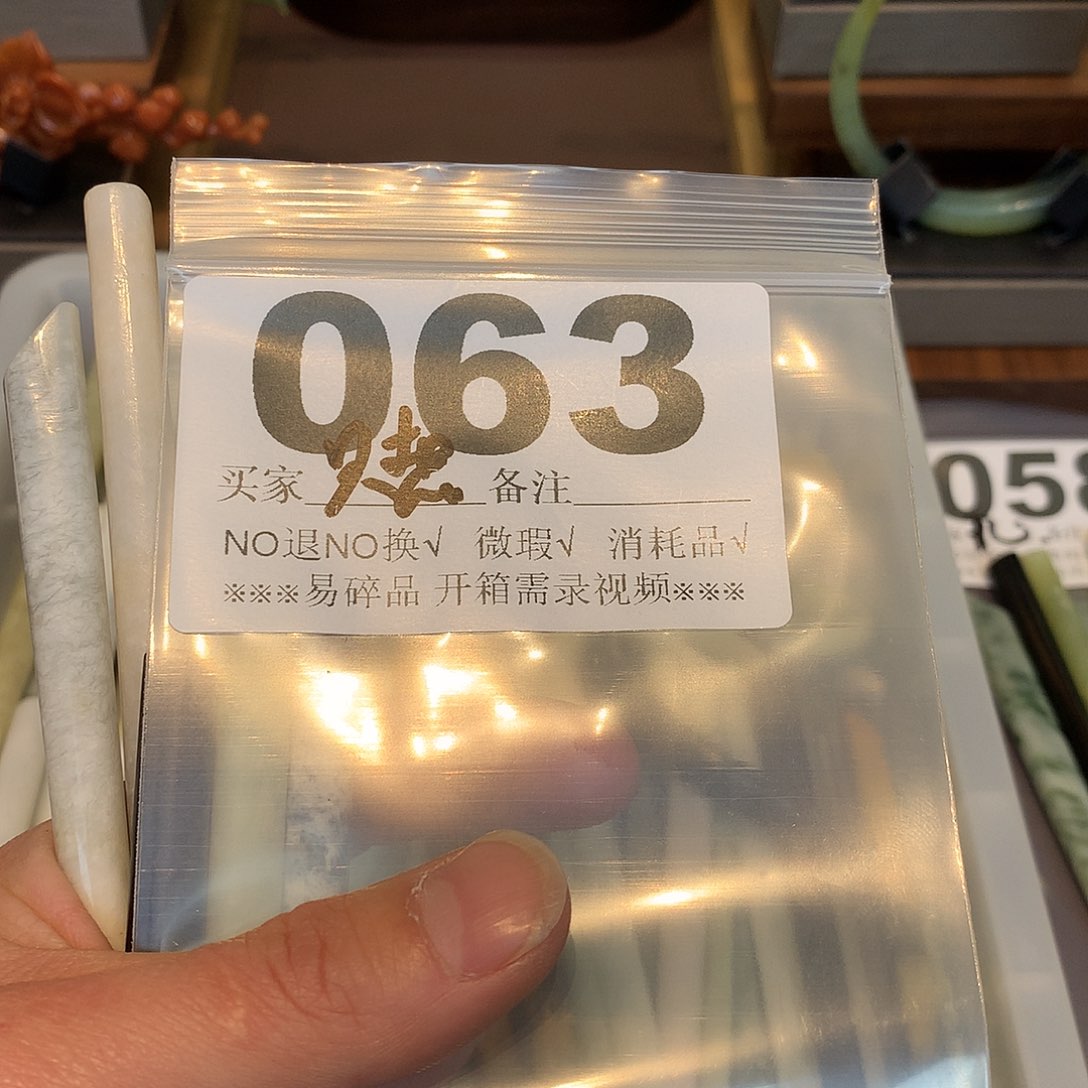 063
买家 赌 备注
NO退NO换√ 微瑕√ 消耗品√
※※※易碎品 开箱需录视频※※※
058